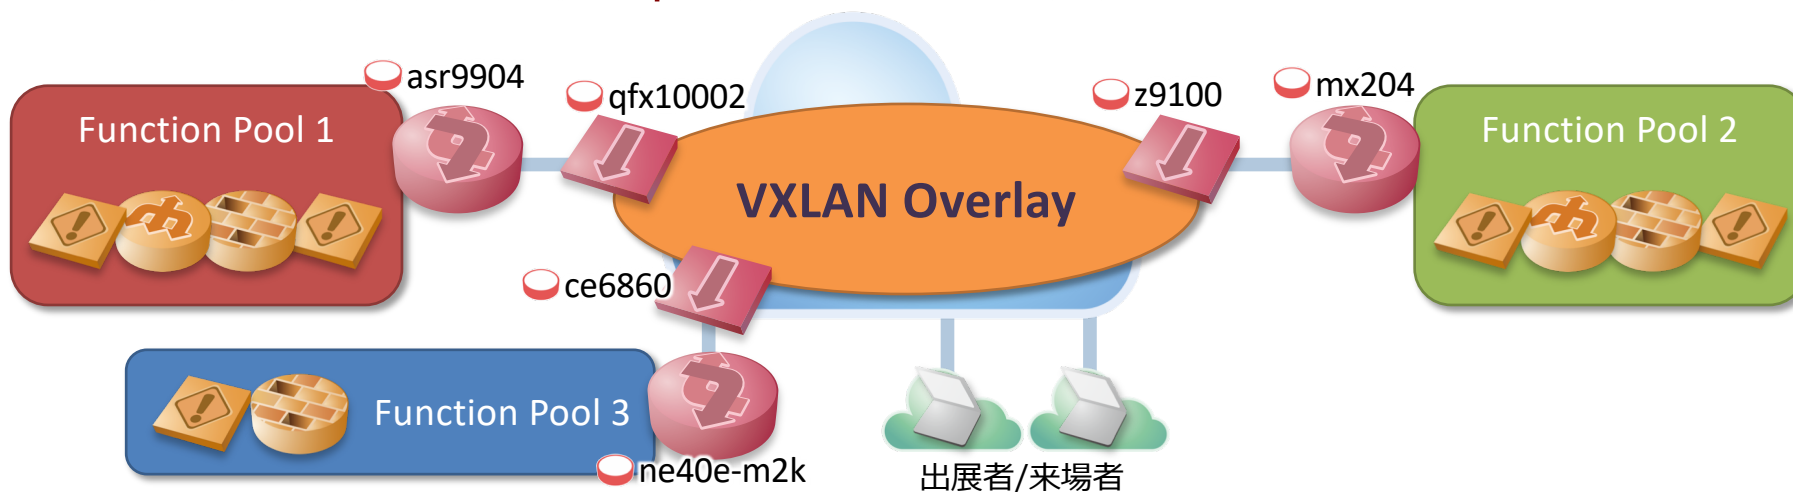 asr9904
qfx10002
z9100
mx204
Function Pool 1
Function Pool 2
VXLAN Overlay
ce6860
Function Pool 3
ne40e-m2k
出展者/来場者